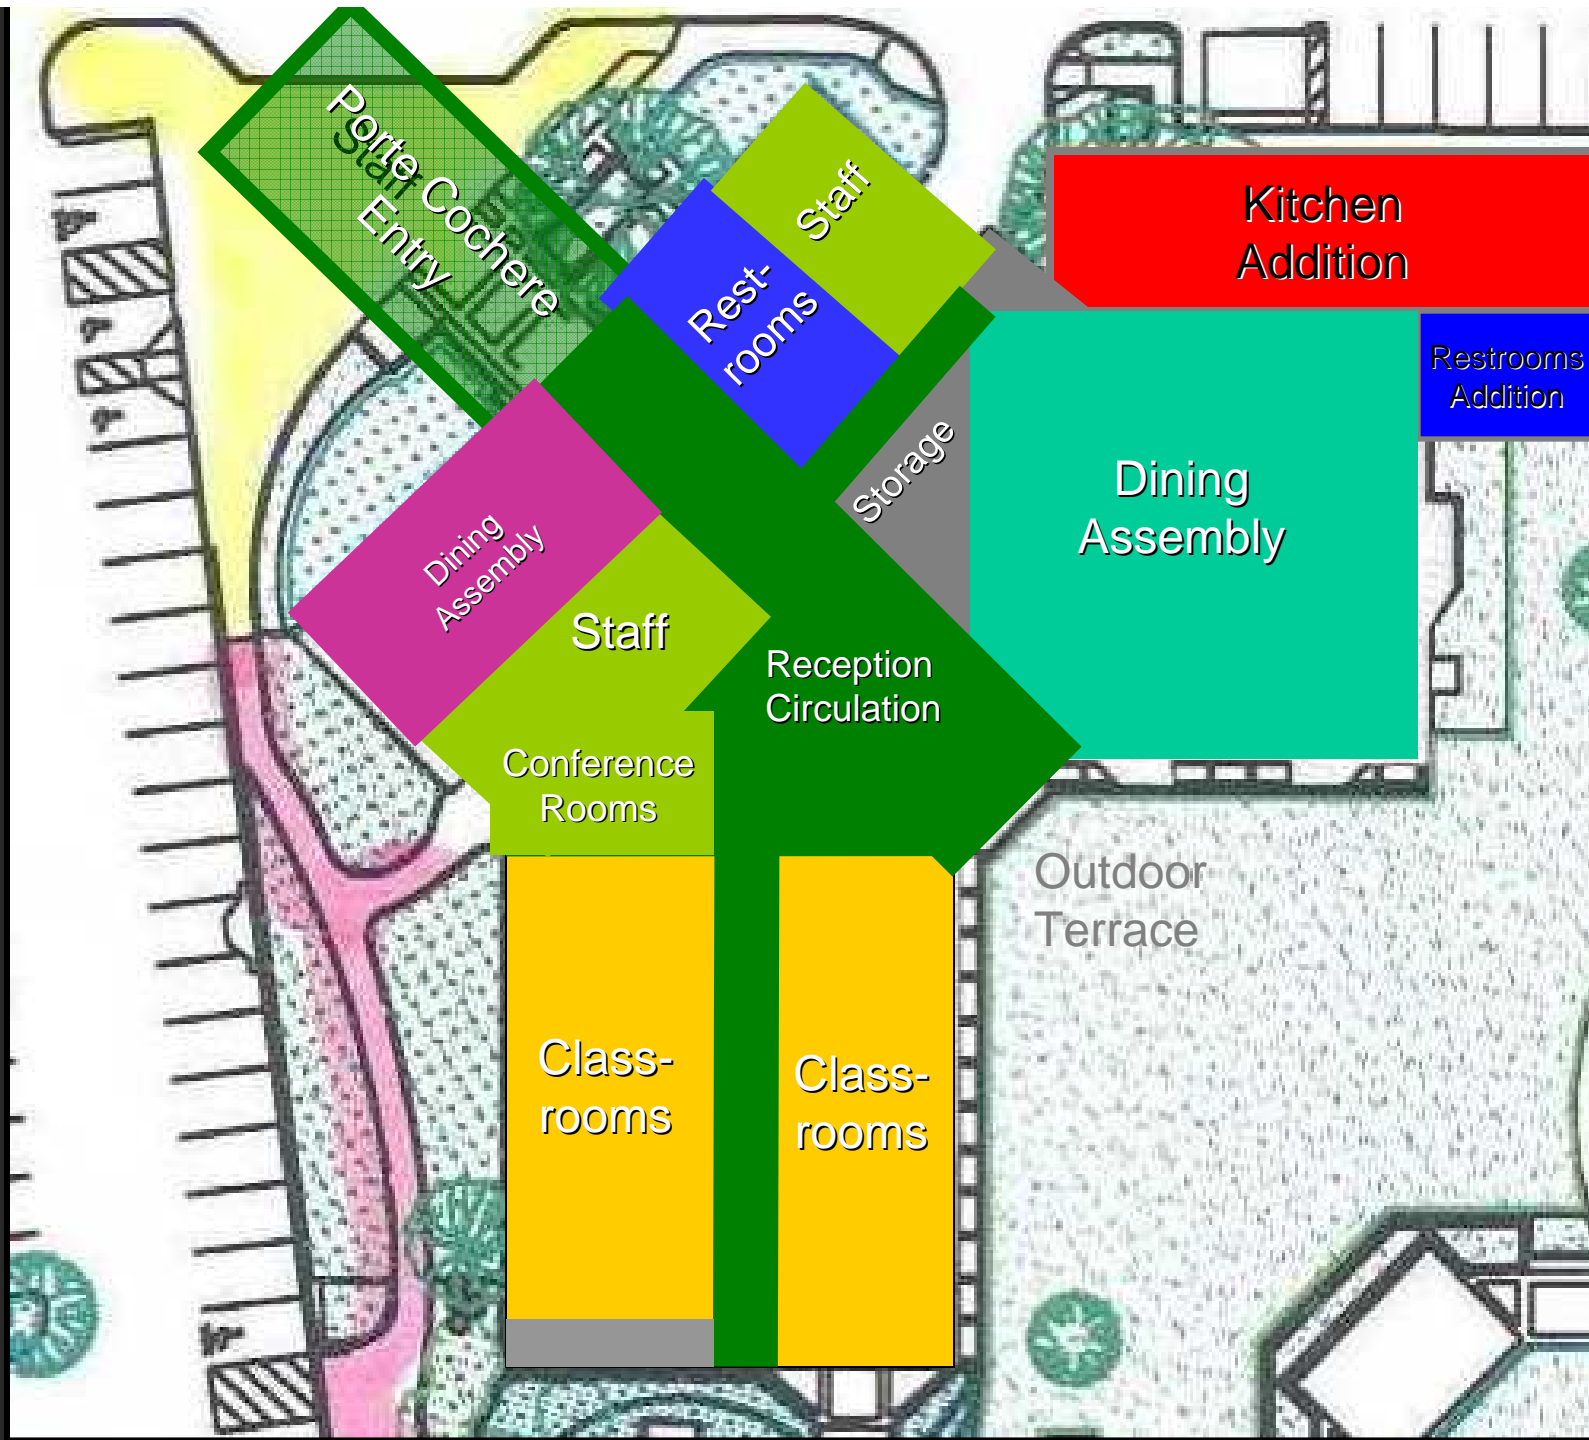 Porte Cochere
Entry
Staff
Staff
Rest-
rooms
Kitchen
Addition
Restrooms
Addition
Storage
Dining
Assembly
Dining
Assembly
Staff
Reception
Circulation
Conference
Rooms
Outdoor
Terrace
Class-
rooms
Class-
rooms